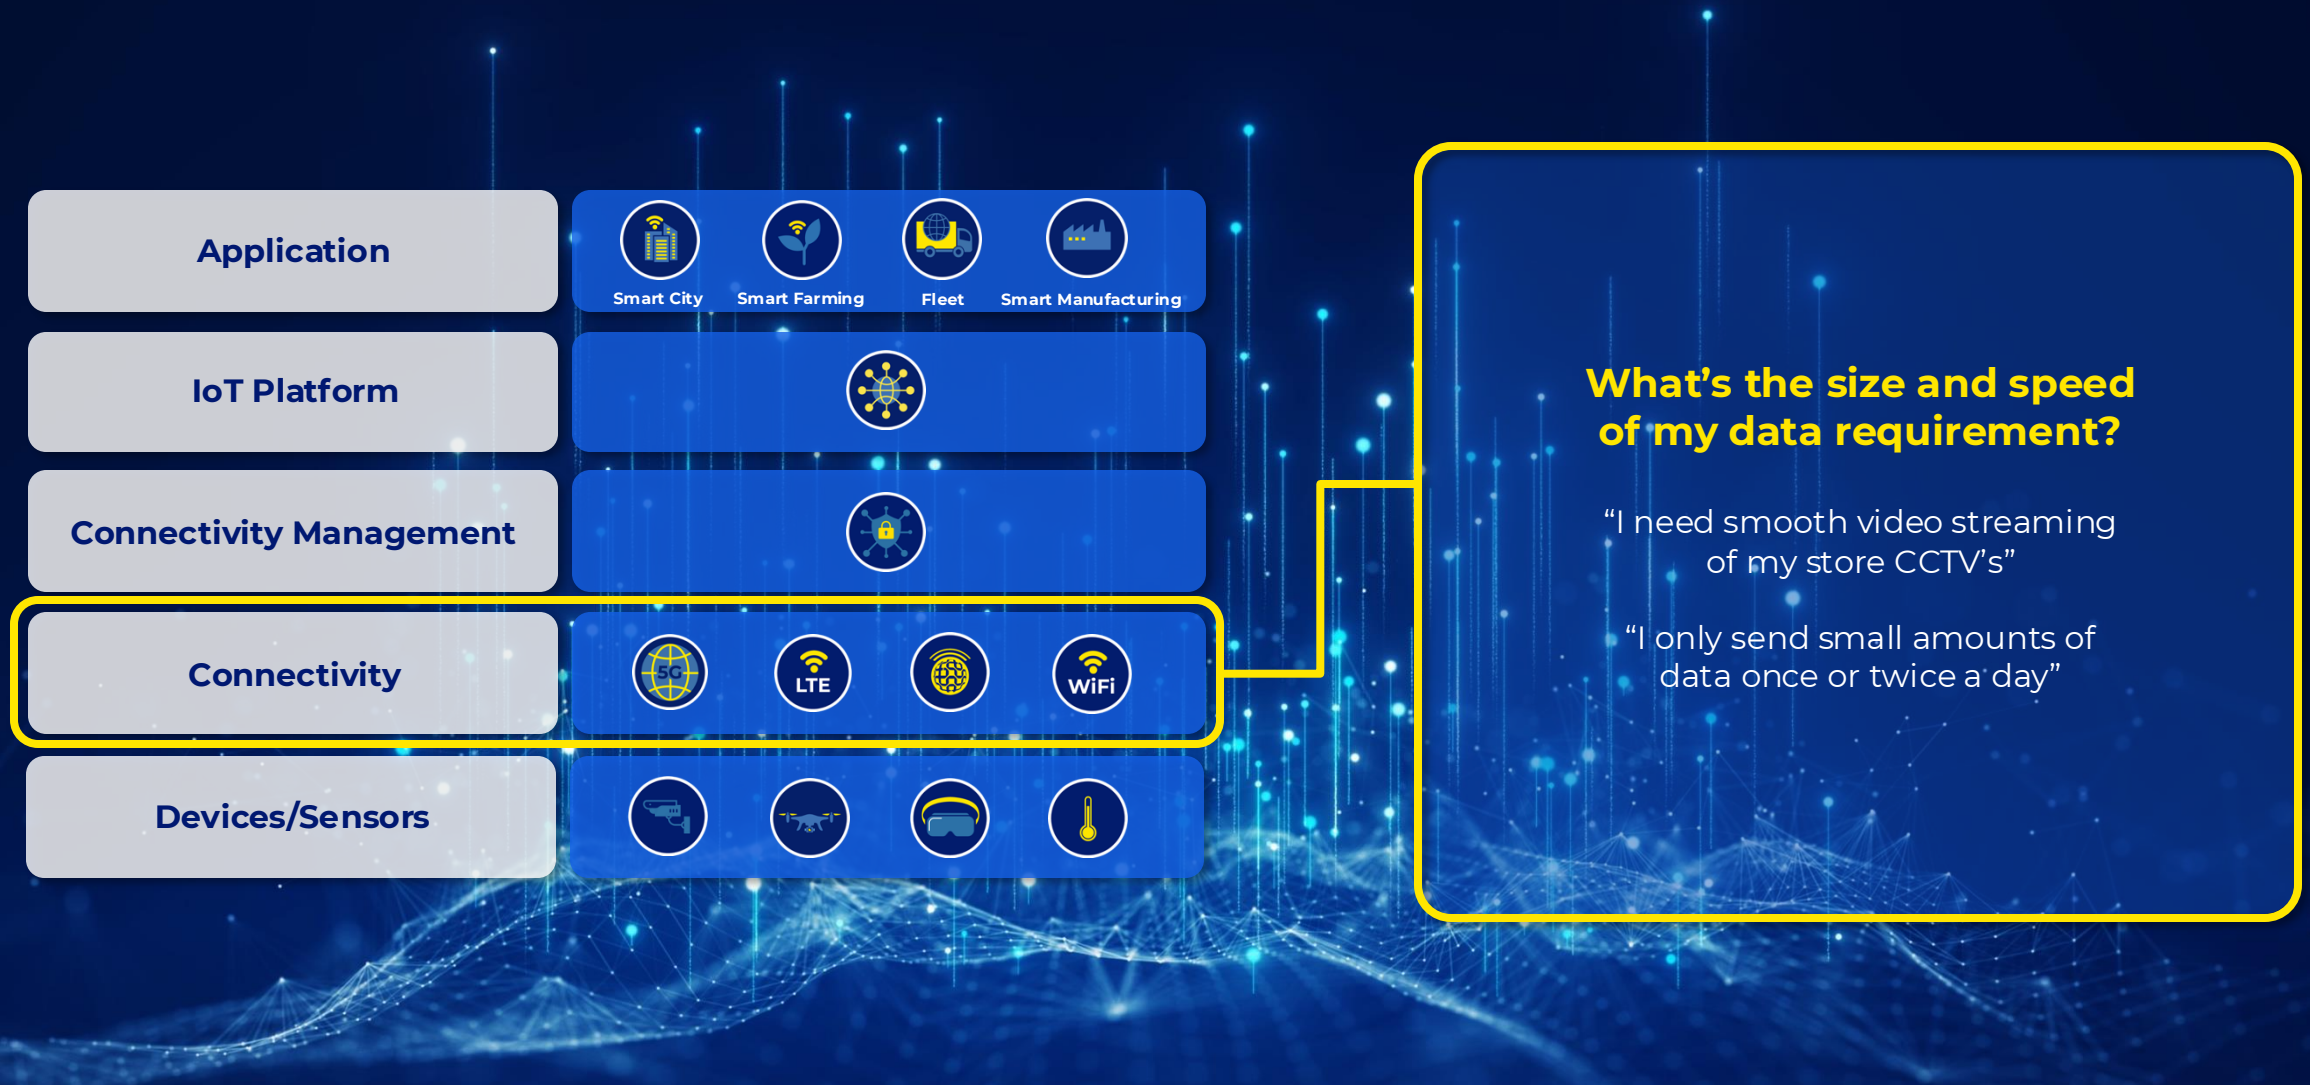 Application
Smart City
Smart Farming
Fleet
Smart Manufacturing
IoT Platform
Connectivity Management
Connectivity
5G
LTE
WiFi
Devices/Sensors
What’s the size and speed
of my data requirement?
“I need smooth video streaming
of my store CCTV’s”
“I only send small amounts of
data once or twice a day”